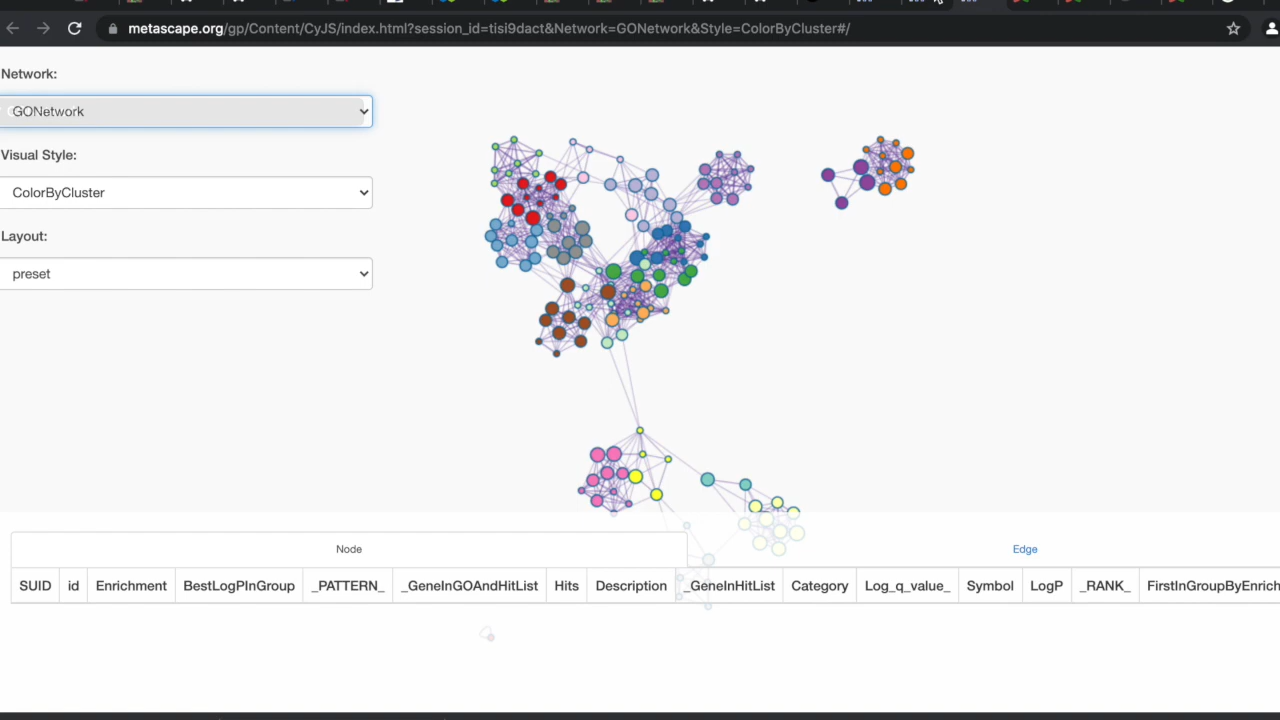 metascape.org/gp/Content/CyJS/index.html?session_id=tisi9dact&Network=GONetwork&Style=ColorByCluster#/
Network:
GONetwork
Visual Style:
ColorByCluster
Layout:
preset
Node Edge
SUID id Enrichment BestLogPInGroup _PATTERN_ _GeneInGOAndHitList Hits Description _GeneInHitList Category Log_q_value_ Symbol LogP _RANK_ FirstInGroupByEnrich